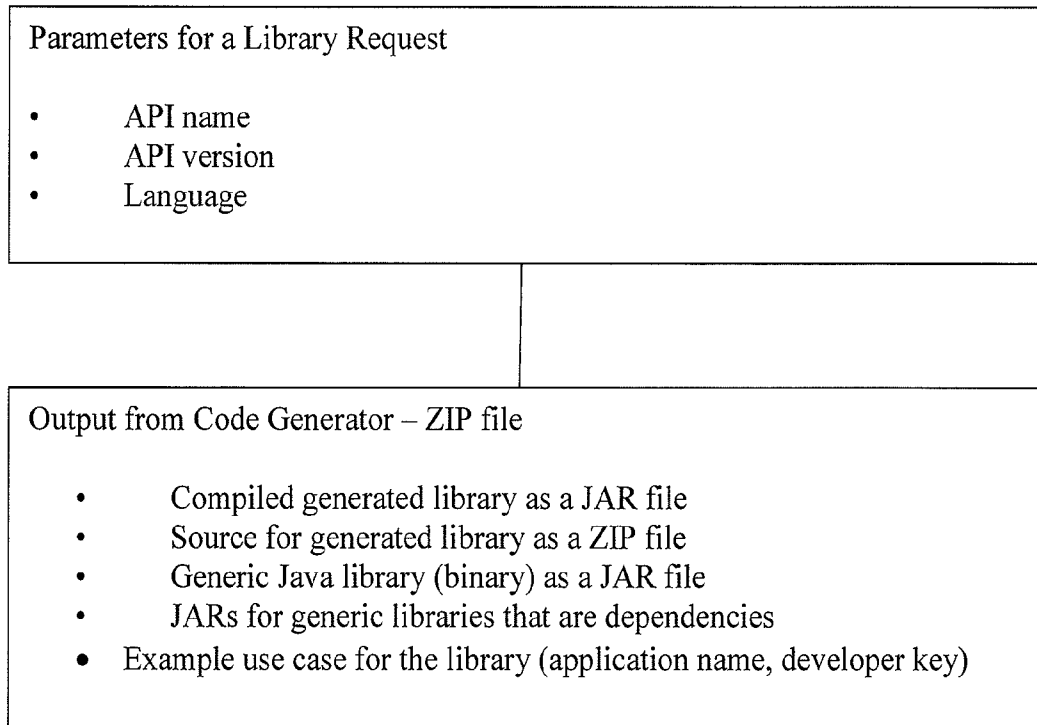 Parameters for a Library Request
• API name
• API version
• Language
Output from Code Generator – ZIP file
• Compiled generated library as a JAR file
• Source for generated library as a ZIP file
• Generic Java library (binary) as a JAR file
• JARs for generic libraries that are dependencies
• Example use case for the library (application name, developer key)